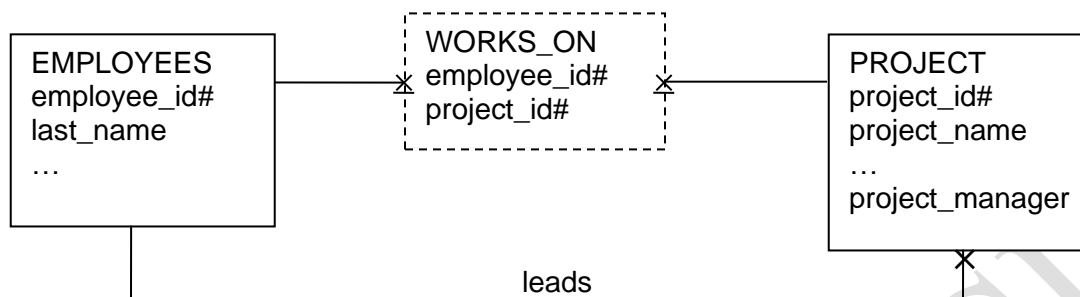 EMPLOYEES
employee_id#
last_name
…
WORKS_ON
employee_id#
project_id#
PROJECT
project_id#
project_name
…
project_manager
leads